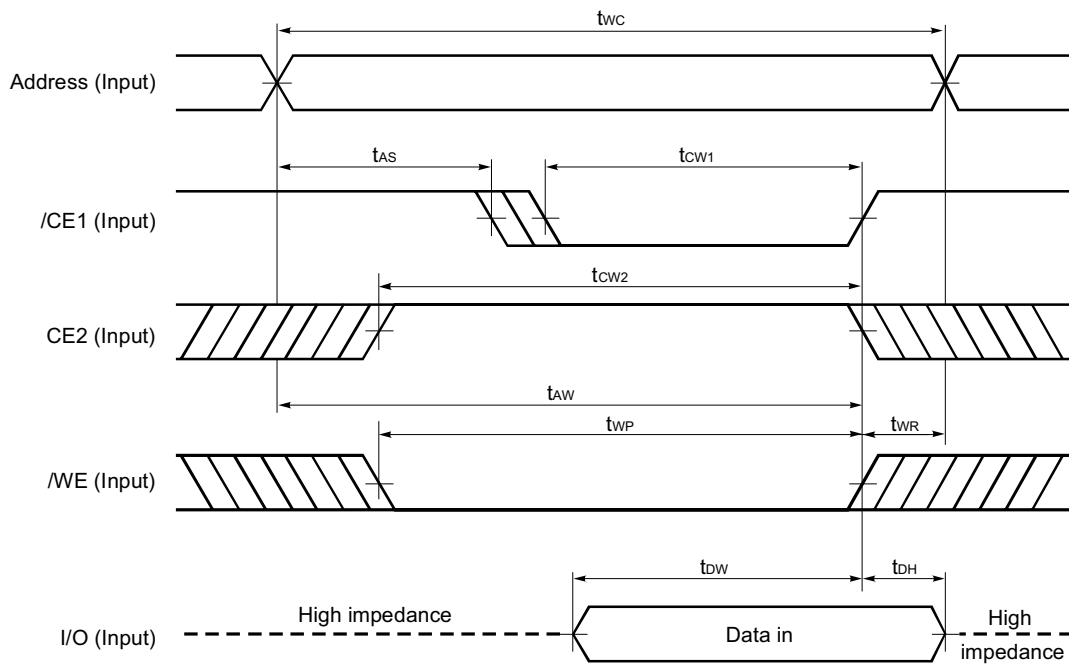 tWC
Address (Input)
tAS
tCW1
/CE1 (Input)
tCW2
CE2 (Input)
tAW
tWP
tWR
/WE (Input)
tDW
tDH
I/O (Input)
High impedance
Data in
High
impedance